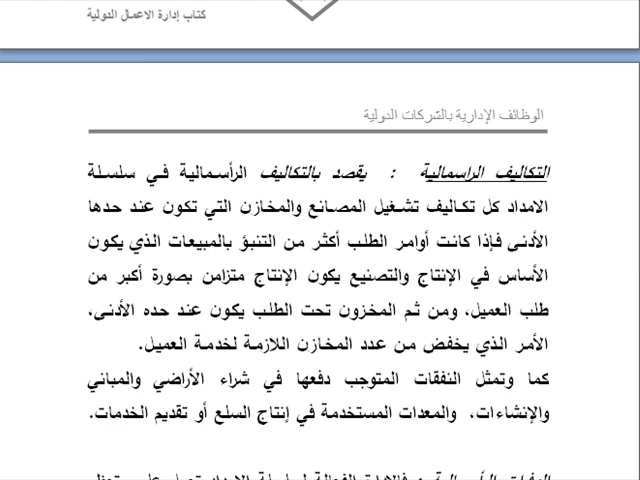 كتاب إدارة الاعمال الدولية
الوظائف الإدارية بالشركات الدولية
التكاليف الراسمالية : يقصد بالتكاليف الرأسمالية في سلسلة
الامداد كل تكاليف تشغيل المصانع والمخازن التي تكون عند حدها
الأدنى فإذا كانت أوامر الطلب أكثر من التنبؤ بالمبيعات الذي يكون
الأساس في الإنتاج والتصنيع يكون الإنتاج متزامن بصورة أكبر من
طلب العميل، ومن ثم المخزون تحت الطلب يكون عند حده الأدنى،
الأمر الذي يخفض من عدد المخازن اللازمة لخدمة العميل.
كما وتمثل النفقات المتوجب دفعها في شراء الأراضي والمباني
والإنشاءات، والمعدات المستخدمة في إنتاج السلع أو تقديم الخدمات.